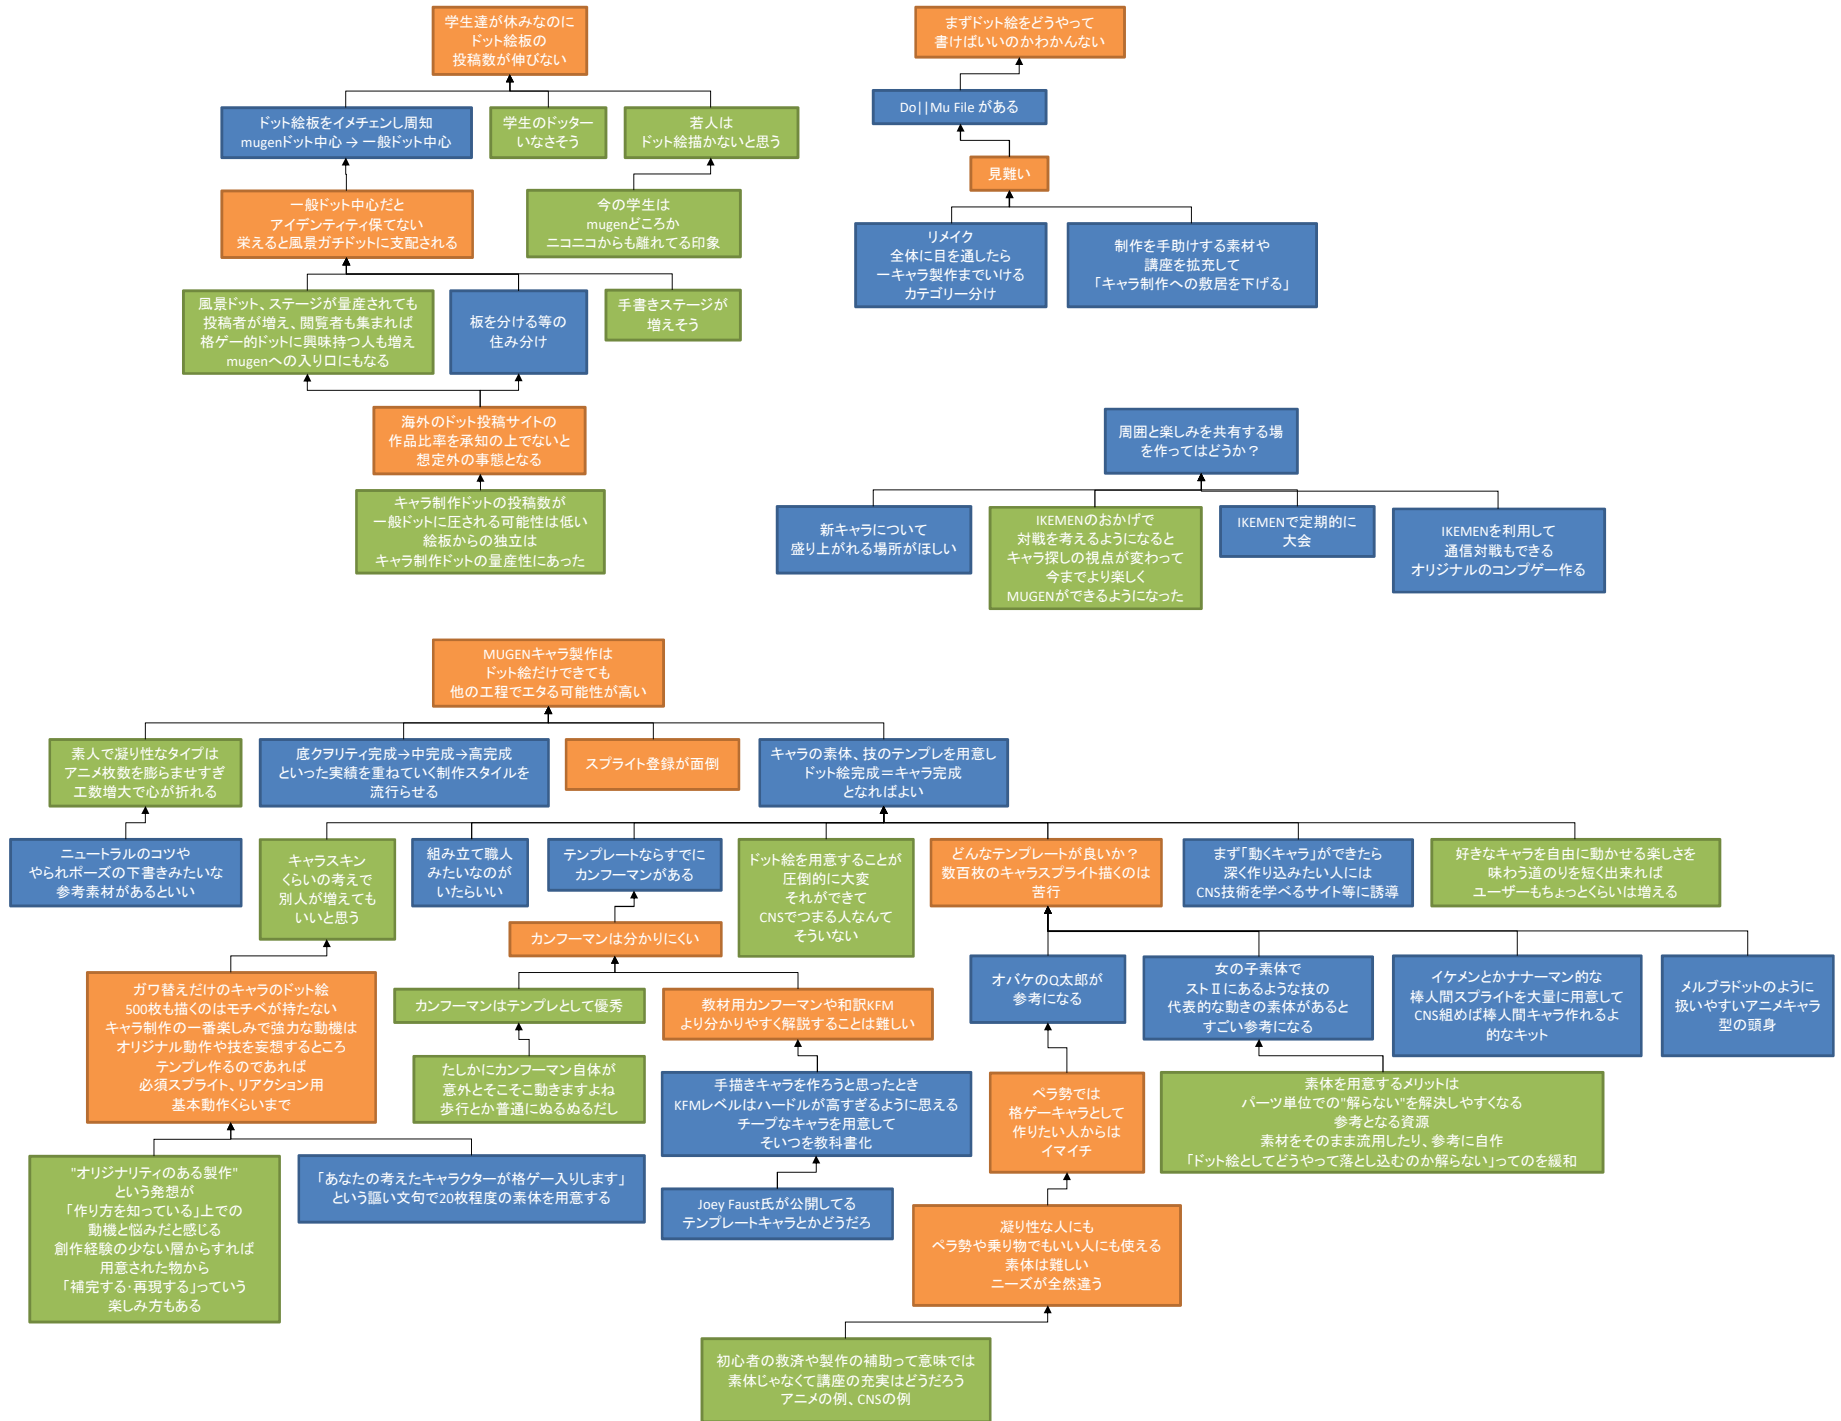 学生達が休みなのに
ドット絵板の
投稿数が伸びない
まずドット絵をどうやって
書けばいいのかわかんない
ドット絵板をイメチェンし周知
mugenドット中心 → 一般ドット中心
学生のドッター
いなさそう
若人は
ドット絵描かないと思う
Do||Mu File がある
見難い
一般ドット中心だと
アイデンティティ保てない
栄えると風景ガチドットに支配される
今の学生は
mugenどころか
ニコニコからも離れてる印象
リメイク
全体に目を通したら
一キャラ製作までいける
カテゴリー分け
制作を手助けする素材や
講座を拡充して
「キャラ制作への敷居を下げる」
風景ドット、ステージが量産されても
投稿者が増え、閲覧者も集まれば
格ゲー的ドットに興味持つ人も増え
mugenへの入り口にもなる
板を分ける等の
住み分け
手書きステージが
増えそう
海外のドット投稿サイトの
作品比率を承知の上でないと
想定外の事態となる
キャラ制作ドットの投稿数が
一般ドットに圧される可能性は低い
絵板からの独立は
キャラ制作ドットの量産性にあった
周囲と楽しみを共有する場
を作ってはどうか？
新キャラについて
盛り上がれる場所がほしい
IKEMENのおかげで
対戦を考えるようになると
キャラ探しの視点が変わって
今までより楽しく
MUGENができるようになった
IKEMENで定期的に
大会
IKEMENを利用して
通信対戦もできる
オリジナルのコンプゲー作る
MUGENキャラ製作は
ドット絵だけできても
他の工程でエタる可能性が高い
素人で凝り性なタイプは
アニメ枚数を膨らませすぎ
工数増大で心が折れる
底クヲリティ完成→中完成→高完成
といった実績を重ねていく制作スタイルを
流行らせる
スプライト登録が面倒
キャラの素体、技のテンプレを用意し
ドット絵完成＝キャラ完成
となればよい
ニュートラルのコツや
やられポーズの下書きみたいな
参考素材があるといい
キャラスキン
くらいの考えで
別人が増えても
いいと思う
組み立て職人
みたいなのが
いたらいい
テンプレートならすでに
カンフーマンがある
ドット絵を用意することが
圧倒的に大変
それができて
CNSでつまる人なんて
そういない
どんなテンプレートが良いか？
数百枚のキャラスプライト描くのは
苦行
まず「動くキャラ」ができたら
深く作り込みたい人には
CNS技術を学べるサイト等に誘導
好きなキャラを自由に動かせる楽しさを
味わう道のりを短く出来れば
ユーザーもちょっとくらいは増える
カンフーマンは分かりにくい
ガワ替えだけのキャラのドット絵
500枚も描くのはモチベが持たない
キャラ制作の一番楽しみで強力な動機は
オリジナル動作や技を妄想するところ
テンプレ作るのであれば
必須スプライト、リアクション用
基本動作くらいまで
カンフーマンはテンプレとして優秀
教材用カンフーマンや和訳KFM
より分かりやすく解説することは難しい
オバケのQ太郎が
参考になる
女の子素体で
ストⅡにあるような技の
代表的な動きの素体があると
すごい参考になる
イケメンとかナナーマン的な
棒人間スプライトを大量に用意して
CNS組めば棒人間キャラ作れるよ
的なキット
メルブラドットのように
扱いやすいアニメキャラ
型の頭身
たしかにカンフーマン自体が
意外とそこそこ動きますよね
歩行とか普通にぬるぬるだし
手描きキャラを作ろうと思ったとき
KFMレベルはハードルが高すぎるように思える
チープなキャラを用意して
そいつを教科書化
ペラ勢では
格ゲーキャラとして
作りたい人からは
イマイチ
素体を用意するメリットは
パーツ単位での"解らない"を解決しやすくなる
参考となる資源
素材をそのまま流用したり、参考に自作
「ドット絵としてどうやって落とし込むのか解らない」ってのを緩和
"オリジナリティのある製作"
という発想が
「作り方を知っている」上での
動機と悩みだと感じる
創作経験の少ない層からすれば
用意された物から
「補完する・再現する」っていう
楽しみ方もある
「あなたの考えたキャラクターが格ゲー入りします」
という謳い文句で20枚程度の素体を用意する
Joey Faust氏が公開してる
テンプレートキャラとかどうだろ
凝り性な人にも
ペラ勢や乗り物でもいい人にも使える
素体は難しい
ニーズが全然違う
初心者の救済や製作の補助って意味では
素体じゃなくて講座の充実はどうだろう
アニメの例、CNSの例